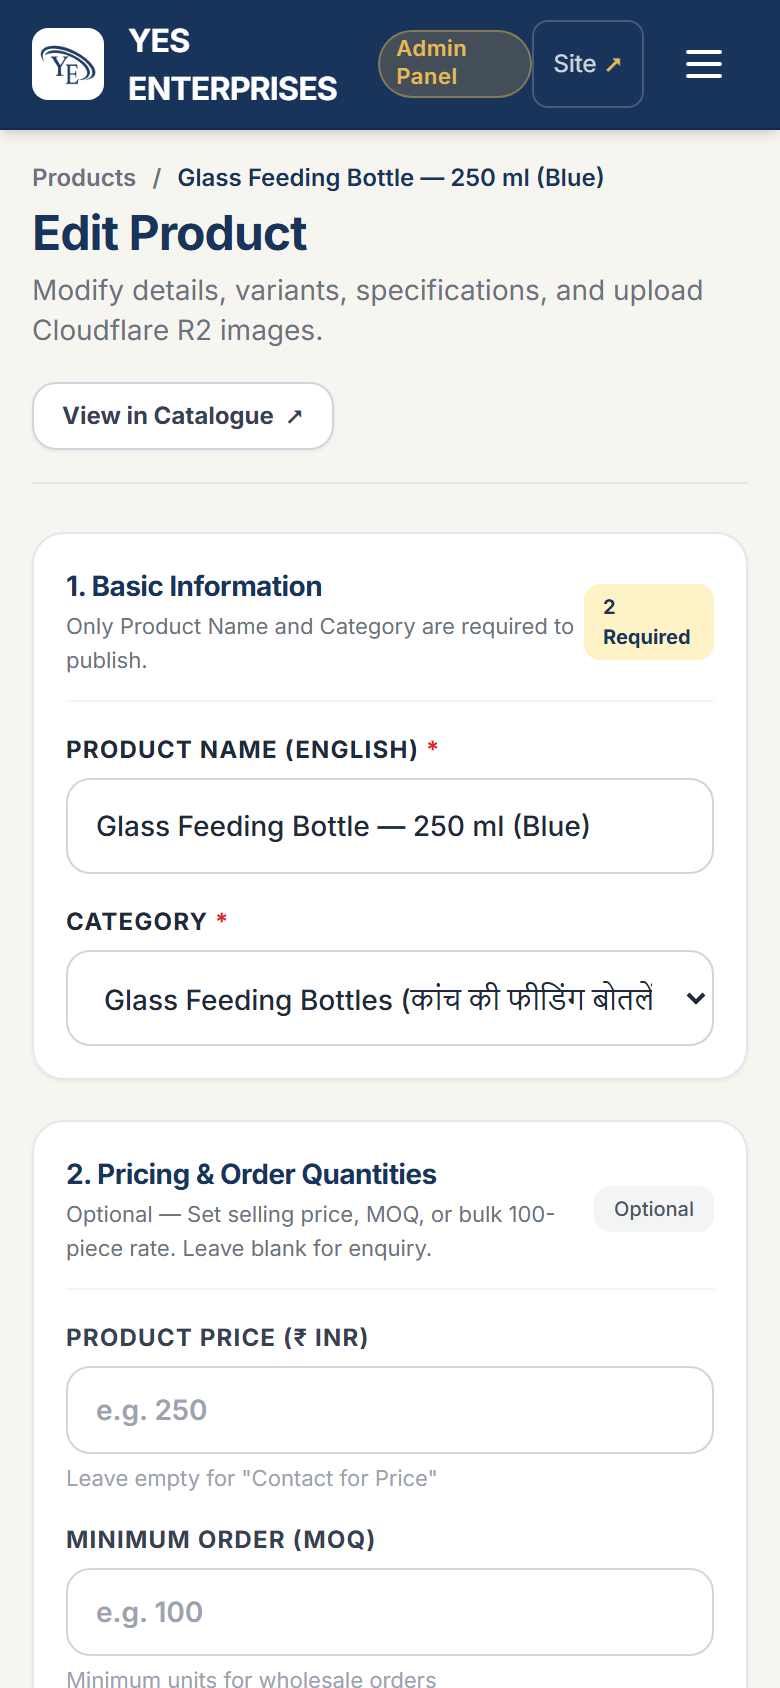 YE
YES
ENTERPRISES
Admin
Panel
Site ↗
Products / Glass Feeding Bottle — 250 ml (Blue)
Edit Product
Modify details, variants, specifications, and upload
Cloudflare R2 images.
View in Catalogue ↗
1. Basic Information
Only Product Name and Category are required to
publish.
2
Required
PRODUCT NAME (ENGLISH) *
Glass Feeding Bottle — 250 ml (Blue)
CATEGORY *
Glass Feeding Bottles (कांच की फीडिंग बोतलें
2. Pricing & Order Quantities
Optional — Set selling price, MOQ, or bulk 100-
piece rate. Leave blank for enquiry.
Optional
PRODUCT PRICE (₹ INR)
e.g. 250
Leave empty for "Contact for Price"
MINIMUM ORDER (MOQ)
e.g. 100
Minimum units for wholesale orders